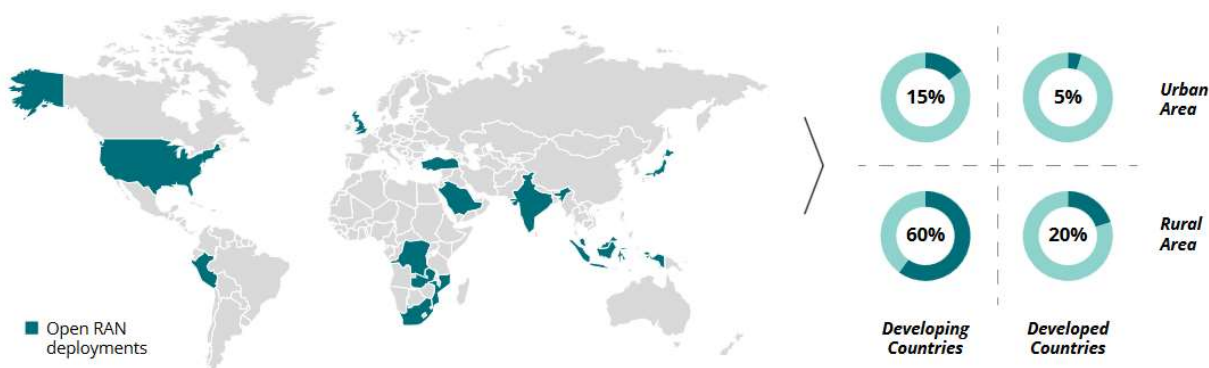 15%
5%
Urban
Area
60%
20%
Rural
Area
Open RAN
deployments
Developing
Countries
Developed
Countries